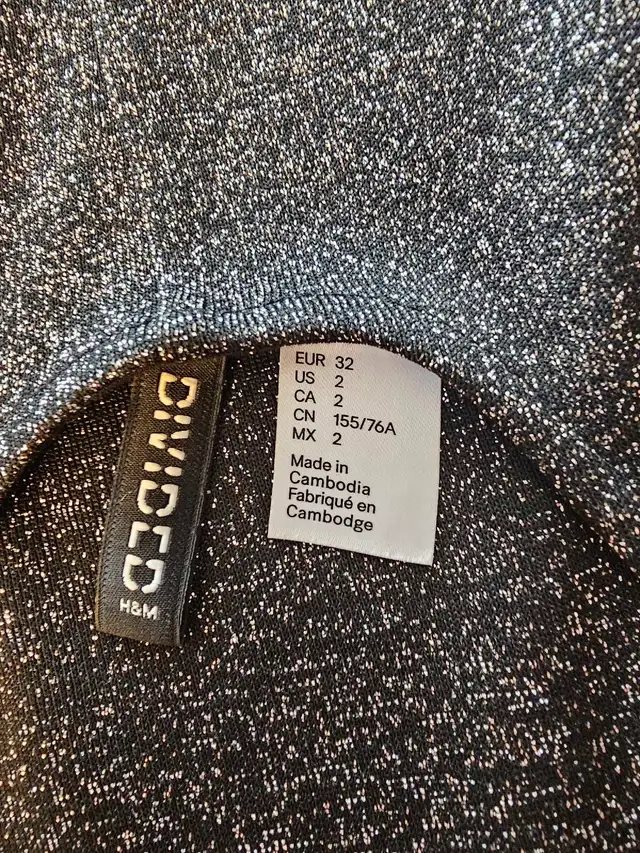 DIVIDED
H&M
EUR 32
US 2
CA 2
CN 155/76A
MX 2
Made in
Cambodia
Fabriqué en
Cambodge